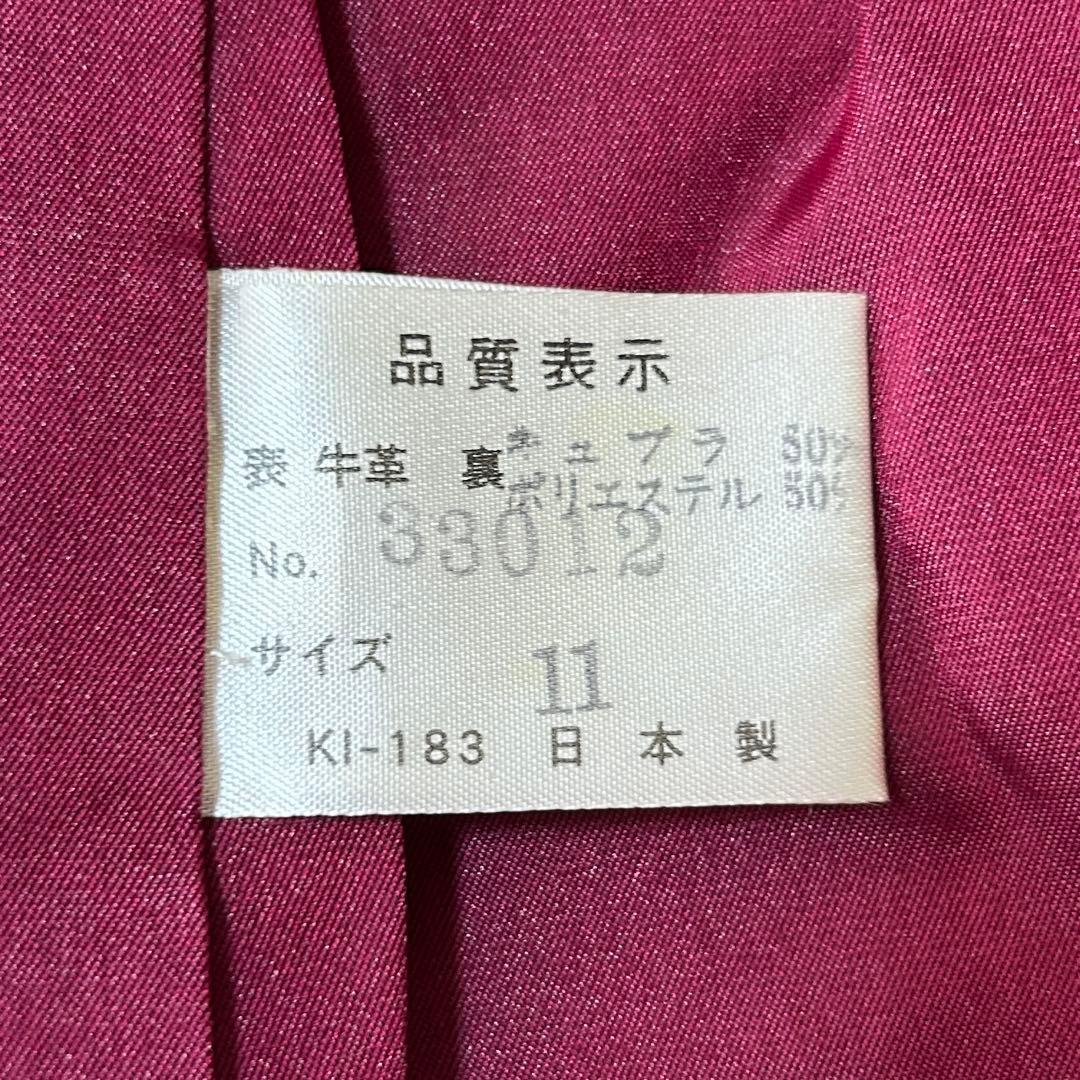 品質表示
表 牛革 裏 キュプラ 50%
ポリエステル 50%
No. 33012
サイズ 11
KI-183 日本製